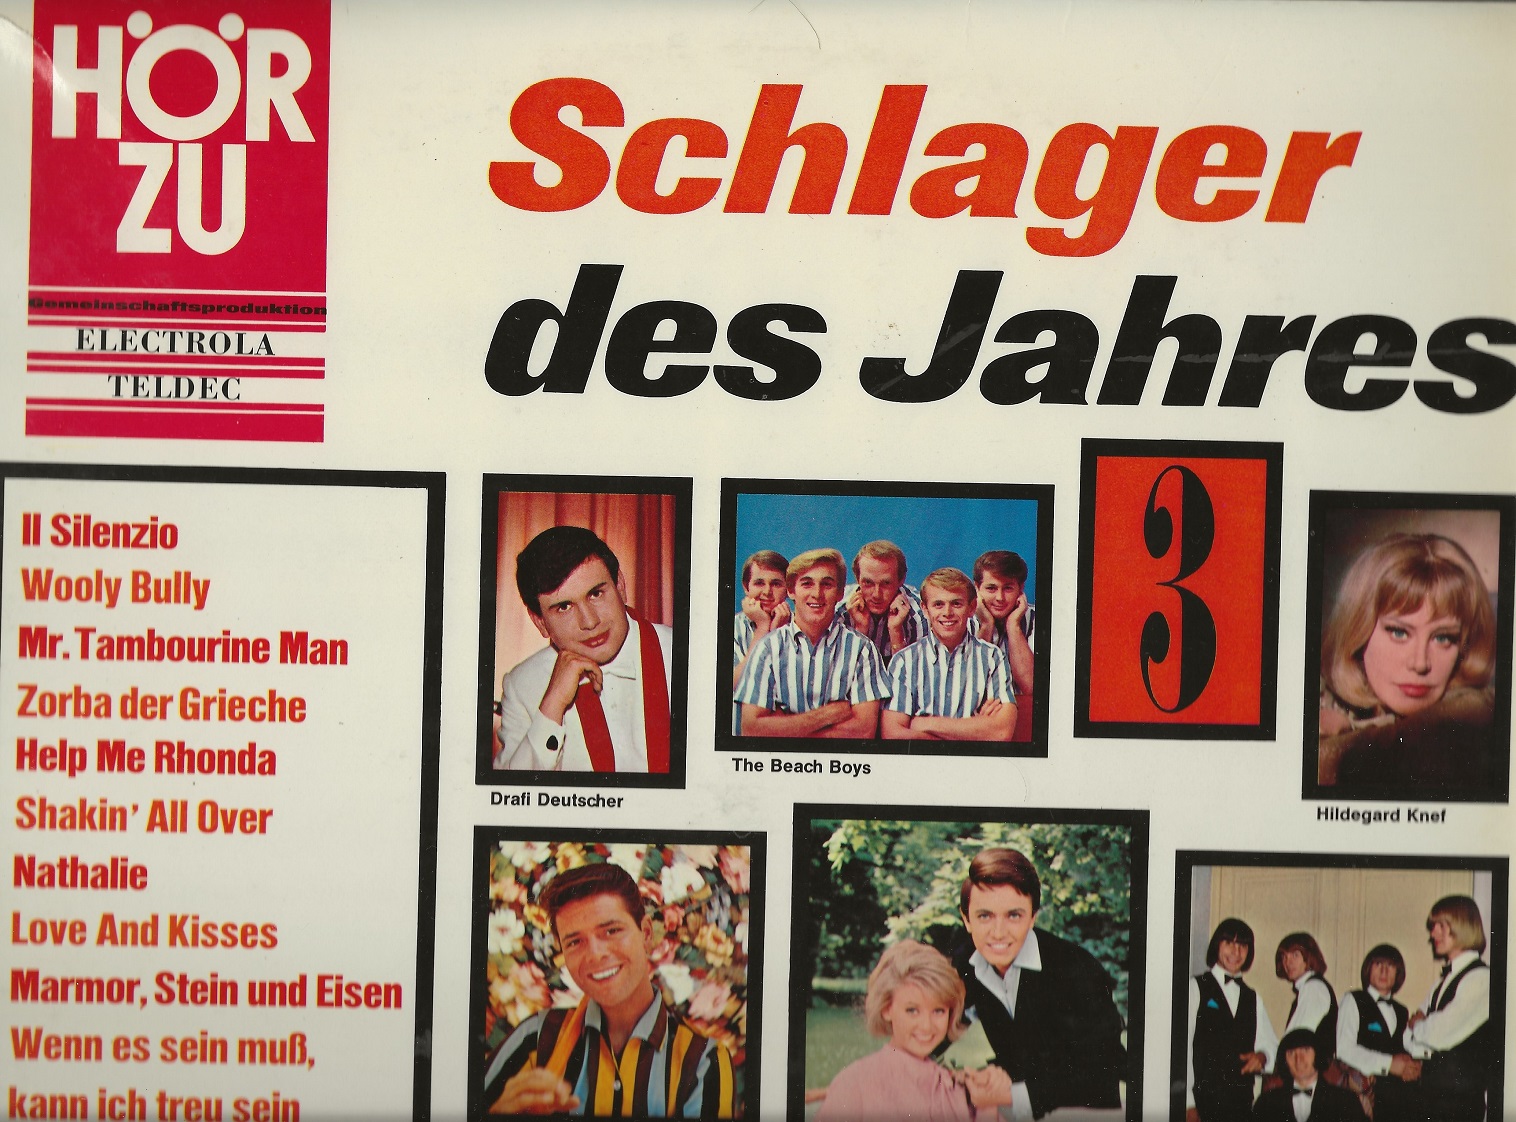 HÖR
ZU
Gemeinschaftsproduktion
ELECTROLA
TELDEC
Schlager
des Jahres
3
Il Silenzio
Wooly Bully
Mr. Tambourine Man
Zorba der Grieche
Help Me Rhonda
Shakin' All Over
Nathalie
Love And Kisses
Marmor, Stein und Eisen
Wenn es sein muß,
kann ich treu sein
Drafi Deutscher
The Beach Boys
Hildegard Knef